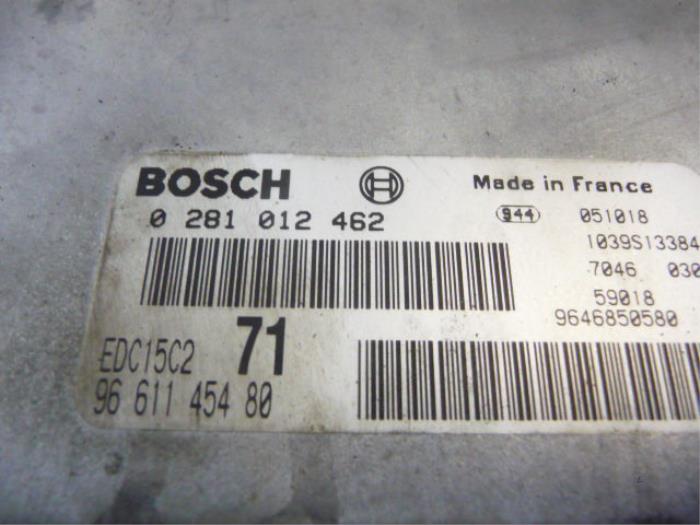 BOSCH
Made in France
0 281 012 462
944 051018
1039S13384
7046 030
59018
9646850580
EDC15C2 71
96 611 454 80